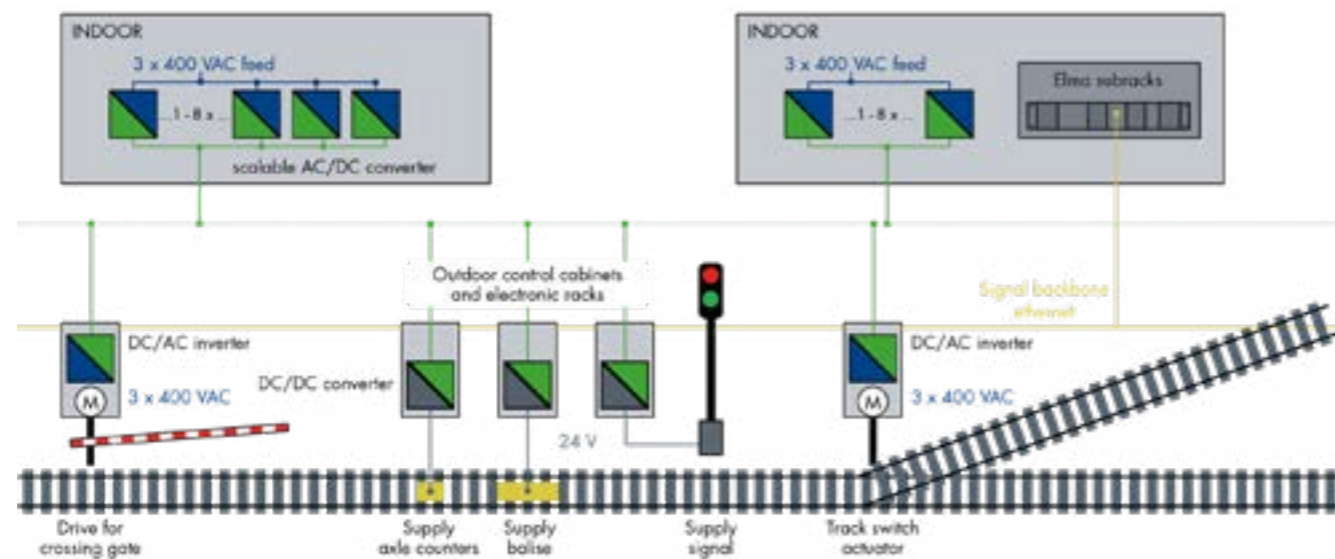 INDOOR
3 x 400 VAC feed
...1 - 8 x ...
scalable AC/DC converter
INDOOR
3 x 400 VAC feed
...1 - 8 x ...
Elma subracks
Outdoor control cabinets
and electronic racks
Signal backbone
ethernet
DC/AC inverter
M
3 x 400 VAC
DC/DC converter
24 V
DC/AC inverter
M
3 x 400 VAC
Drive for
crossing gate
Supply
axle counters
Supply
balise
Supply
signal
Track switch
actuator